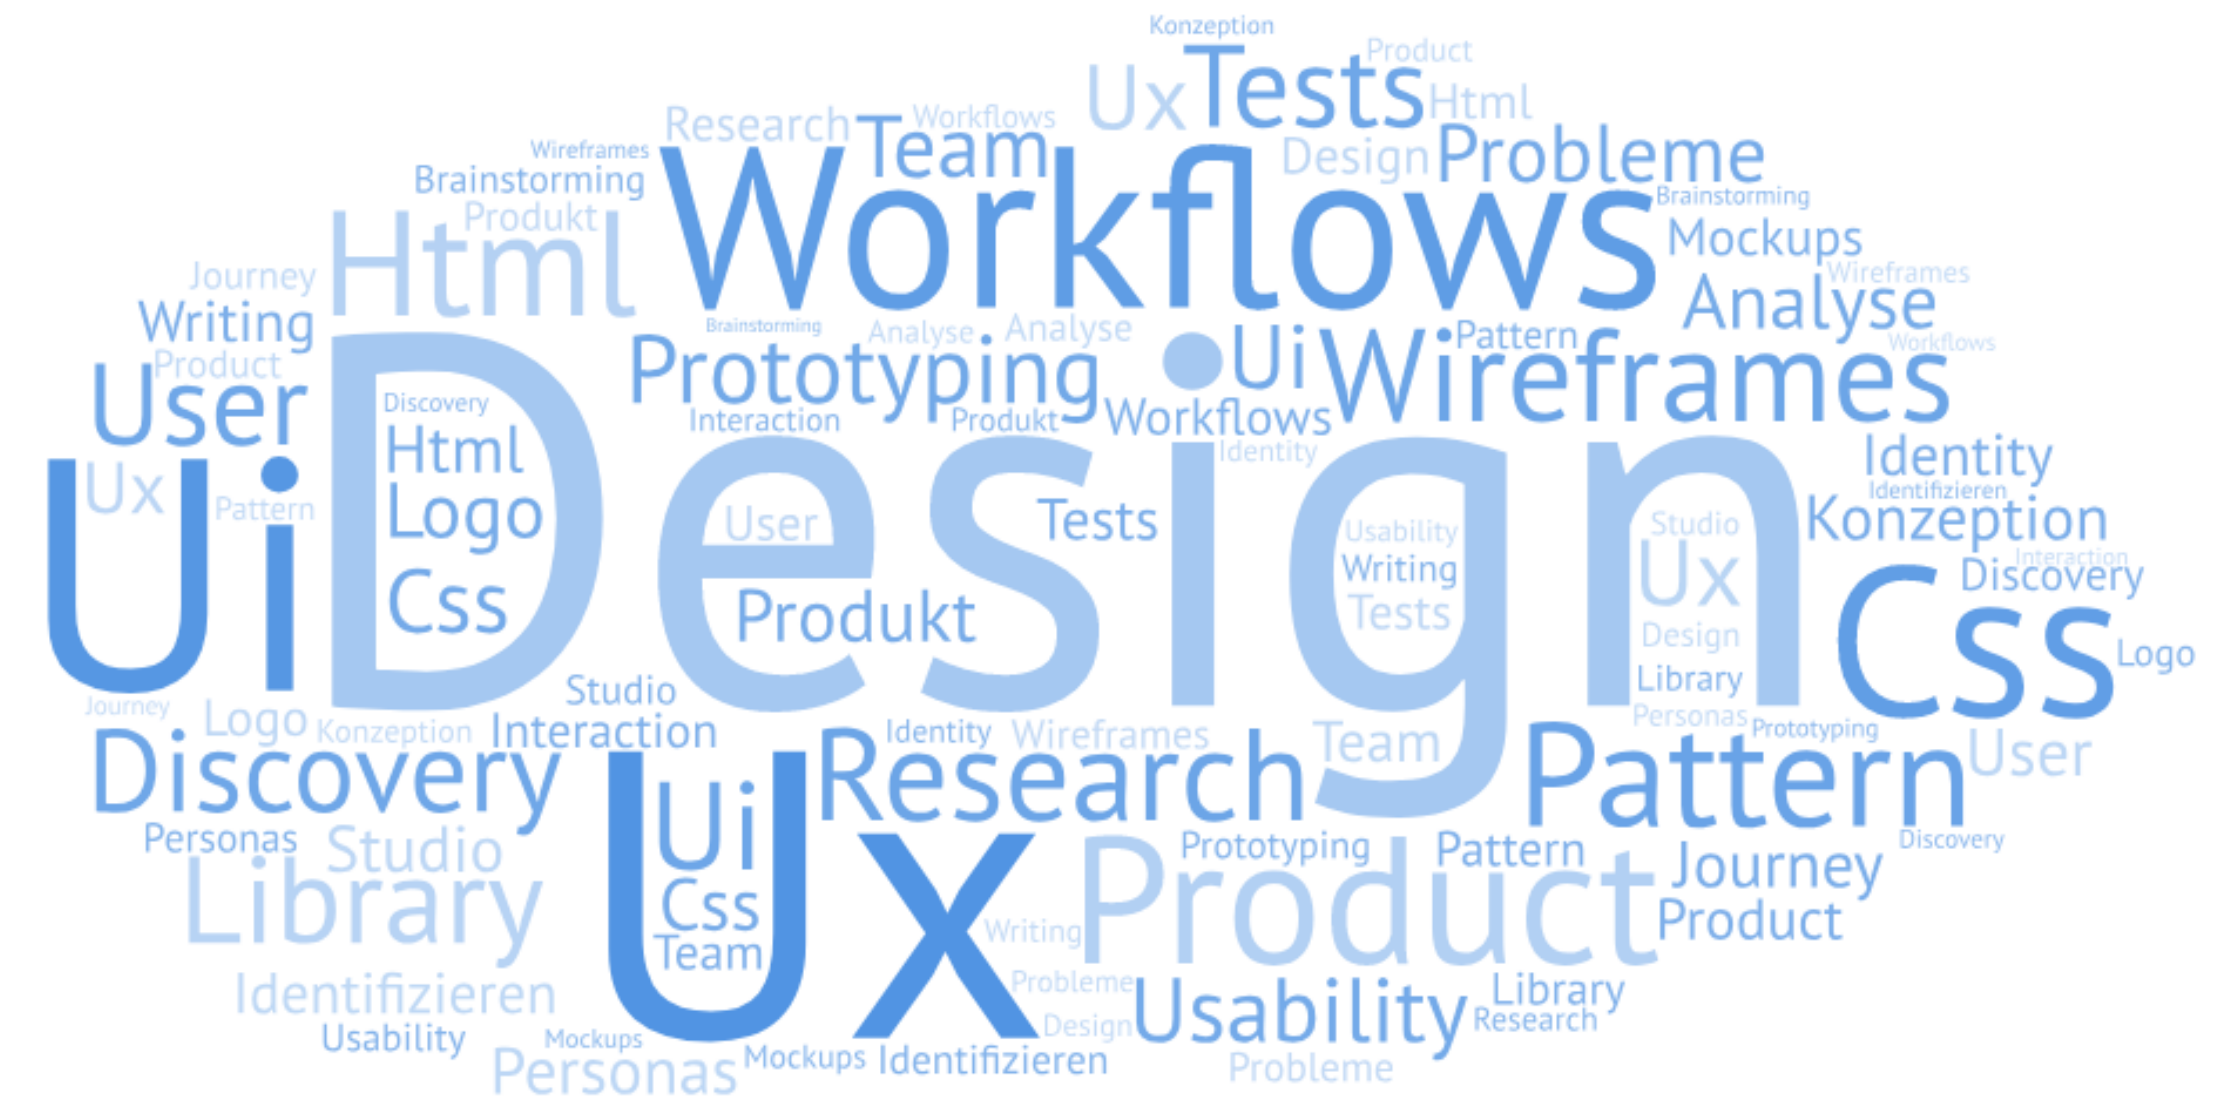 Konzeption
Product
Ux
Tests
Html
Research
Team
Workflows
Design
Probleme
Wireframes
Brainstorming
Workflows
Brainstorming
Produkt
Html
Mockups
Journey
Wireframes
Writing
Analyse
Brainstorming
Analyse
Analyse
Ui
Pattern
Workflows
Product
User
Prototyping
Wireframes
Discovery
Interaction
Produkt
Workflows
Html
Identity
Identity
Ui
Ux
Pattern
Design
Logo
User
Tests
Usability
Studio
Identifizieren
Konzeption
Interaction
Css
Produkt
Writing
Tests
Ux
Discovery
Design
Css
Logo
Library
Studio
Journey
Logo
Konzeption
Interaction
Identity
Wireframes
Team
Personas
Prototyping
Discovery
Research
Pattern
User
Personas
Studio
Ui
Ux
Prototyping
Pattern
Discovery
Journey
Library
Css
Product
Product
Team
Writing
Identifizieren
Probleme
Usability
Library
Research
Usability
Mockups
Design
Personas
Mockups
Identifizieren
Probleme